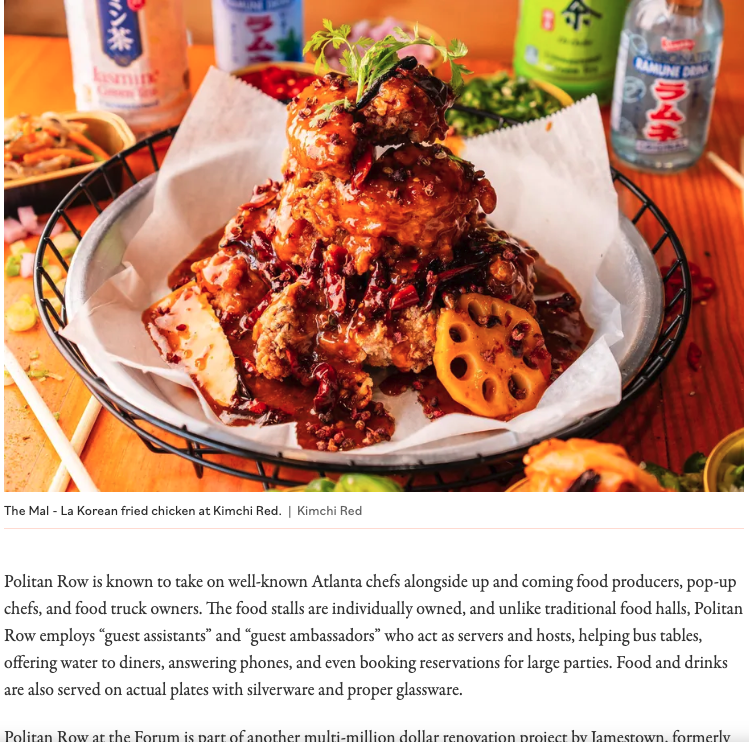 ミン茶
Jasmine
Green Tea
ラムネ
茶
RAMUNE DRINK
ラムネ
ORIGINAL
The Mal - La Korean fried chicken at Kimchi Red. | Kimchi Red
Politan Row is known to take on well-known Atlanta chefs alongside up and coming food producers, pop-up
chefs, and food truck owners. The food stalls are individually owned, and unlike traditional food halls, Politan
Row employs “guest assistants” and “guest ambassadors” who act as servers and hosts, helping bus tables,
offering water to diners, answering phones, and even booking reservations for large parties. Food and drinks
are also served on actual plates with silverware and proper glassware.
Politan Row at the Forum is part of another multi-million dollar renovation project by Jamestown, formerly